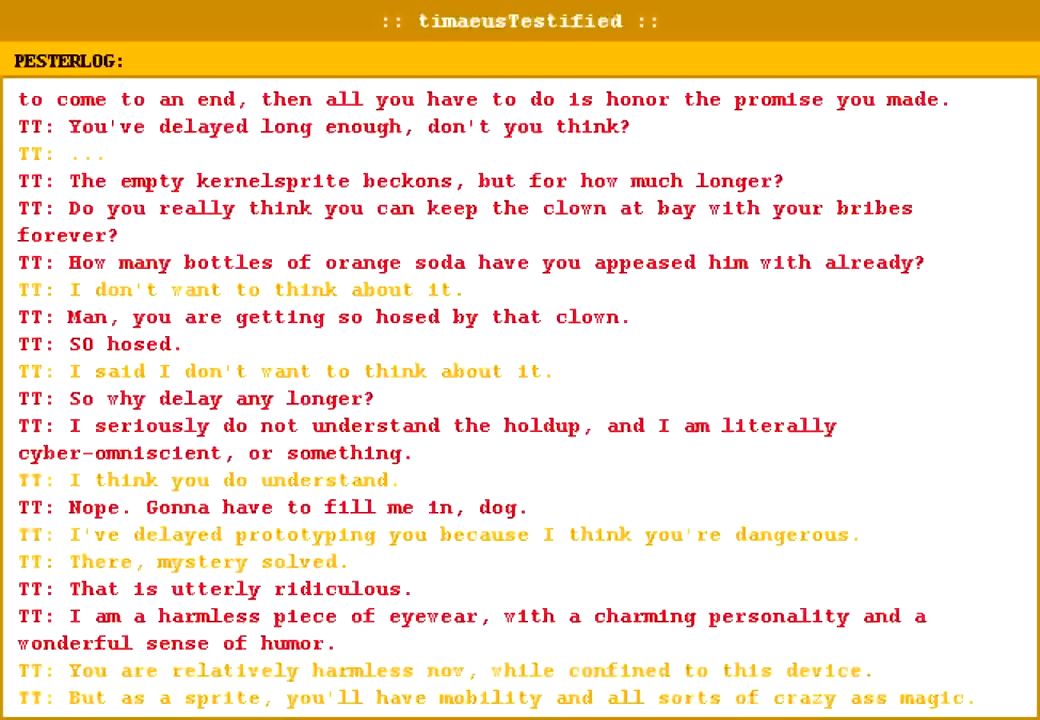 :: timaeusTestified ::
PESTERLOG:
to come to an end, then all you have to do is honor the promise you made.
TT: You've delayed long enough, don't you think?
TT: ...
TT: The empty kernelsprite beckons, but for how much longer?
TT: Do you really think you can keep the clown at bay with your bribes
forever?
TT: How many bottles of orange soda have you appeased him with already?
TT: I don't want to think about it.
TT: Man, you are getting so hosed by that clown.
TT: SO hosed.
TT: I said I don't want to think about it.
TT: So why delay any longer?
TT: I seriously do not understand the holdup, and I am literally
cyber-omniscient, or something.
TT: I think you do understand.
TT: Nope. Gonna have to fill me in, dog.
TT: I've delayed prototyping you because I think you're dangerous.
TT: There, mystery solved.
TT: That is utterly ridiculous.
TT: I am a harmless piece of eyewear, with a charming personality and a
wonderful sense of humor.
TT: You are relatively harmless now, while confined to this device.
TT: But as a sprite, you'll have mobility and all sorts of crazy ass magic.